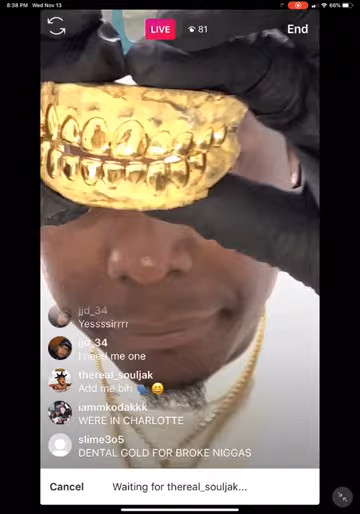 8:38 PM Wed Nov 13
66%
LIVE
81
End
jjd_34
Yessssirrrr
jjd_34
I need me one
thereal_souljak
Add me bih
iammkodakkk
WERE IN CHARLOTTE
slime3o5
DENTAL GOLD FOR BROKE NIGGAS
Cancel
Waiting for thereal_souljak...